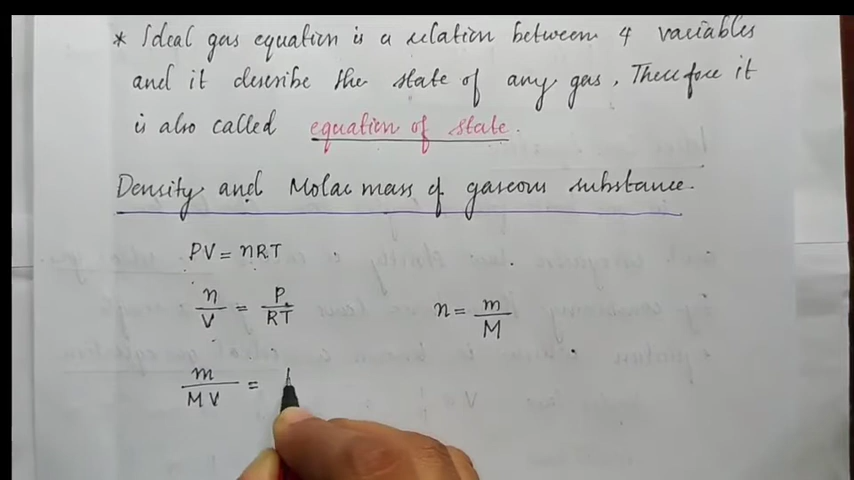 * Ideal gas equation is a relation between 4 variables
and it describe the state of any gas. Therefore it
is also called equation of state.
Density and Molar mass of gaseous substance.
PV = nRT
n/V = P/RT
n = m/M
m/MV =